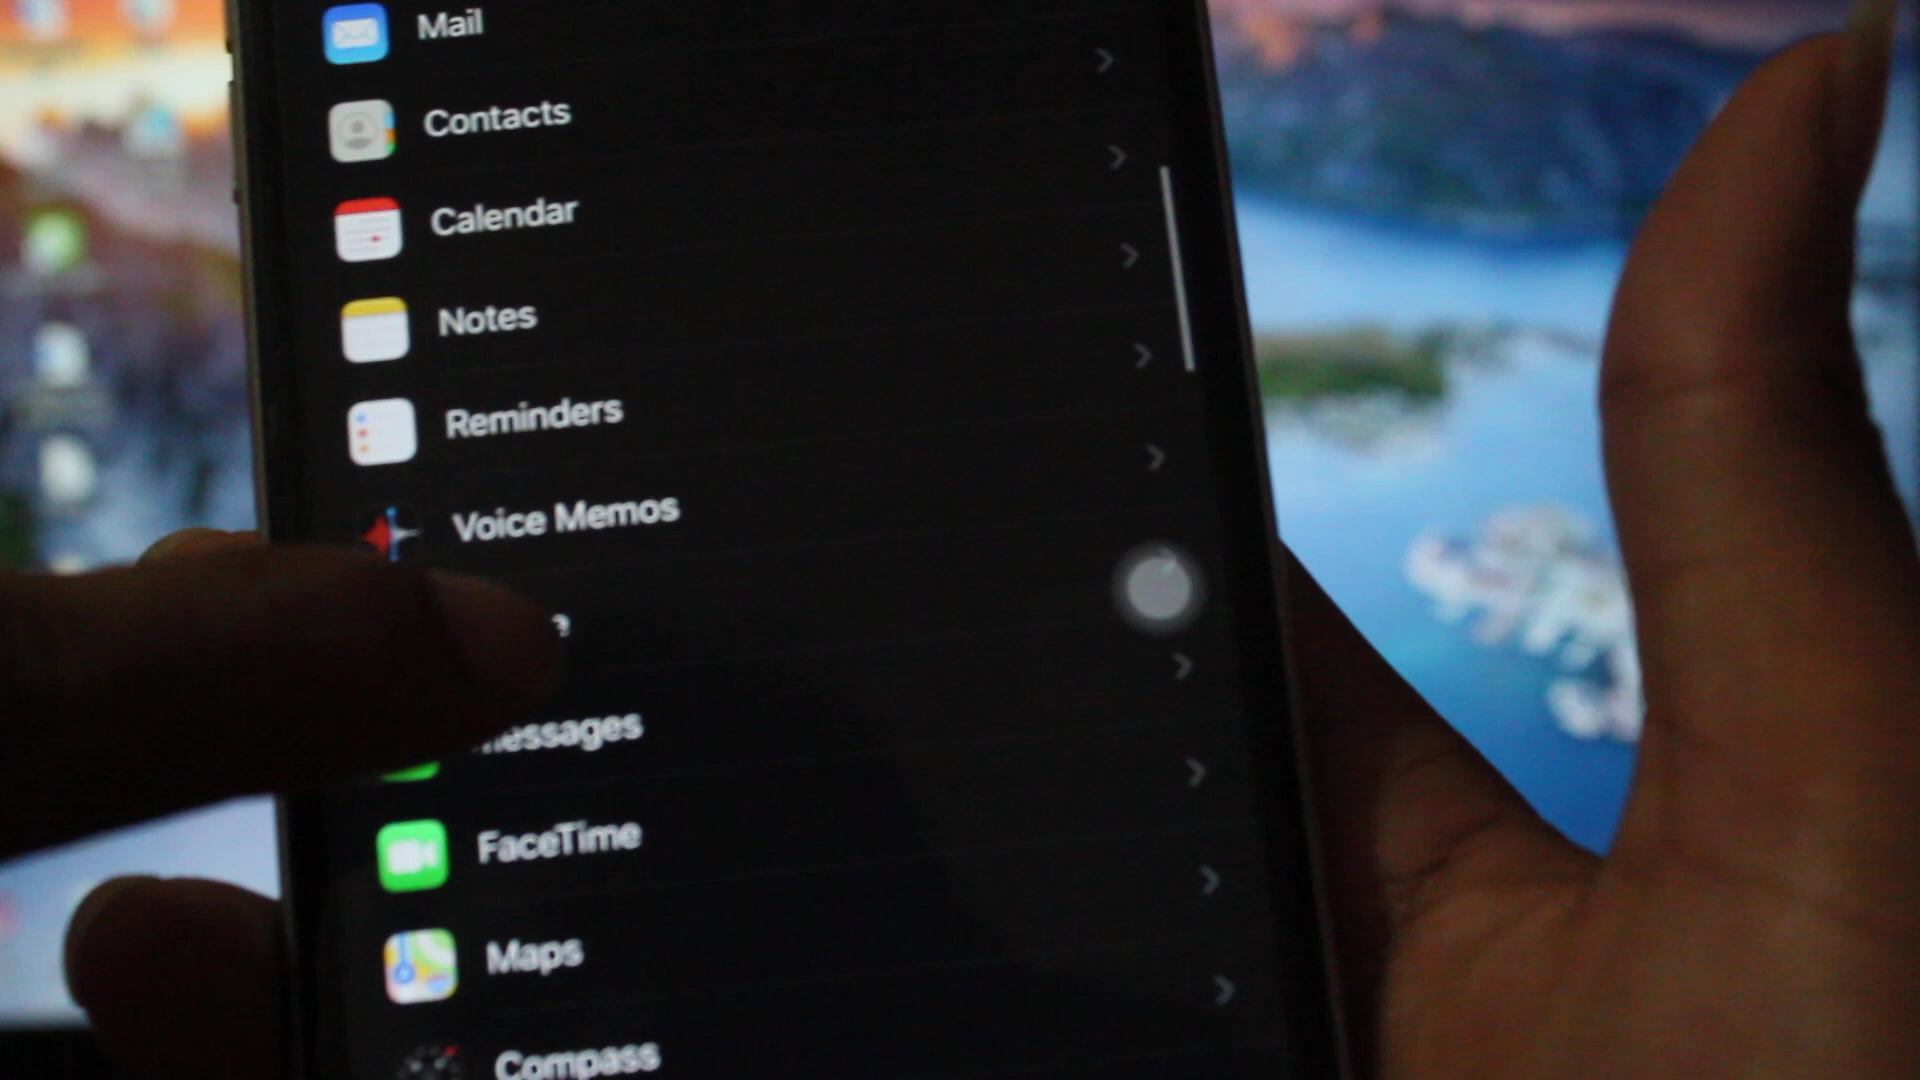 Mail
Contacts
Calendar
Notes
Reminders
Voice Memos
FaceTime
Maps
Compass